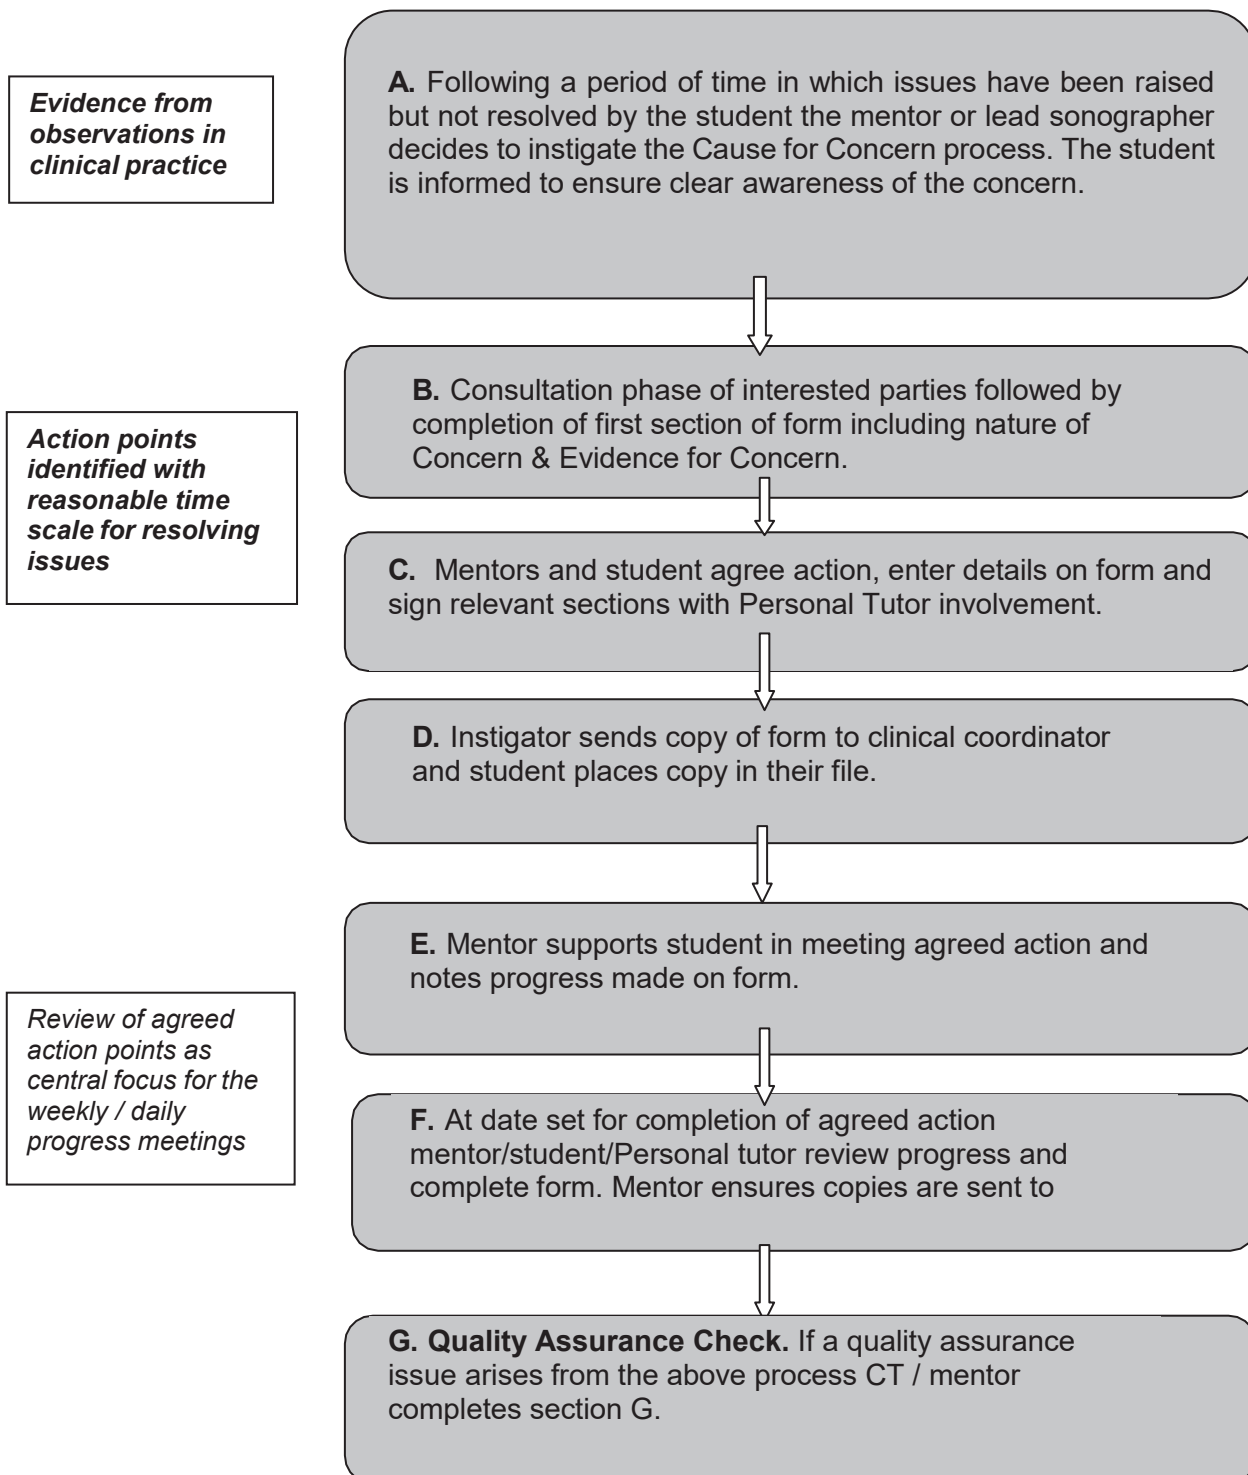 Evidence from
observations in
clinical practice
A. Following a period of time in which issues have been raised
but not resolved by the student the mentor or lead sonographer
decides to instigate the Cause for Concern process. The student
is informed to ensure clear awareness of the concern.
B. Consultation phase of interested parties followed by
completion of first section of form including nature of
Concern & Evidence for Concern.
Action points
identified with
reasonable time
scale for resolving
issues
C. Mentors and student agree action, enter details on form and
sign relevant sections with Personal Tutor involvement.
D. Instigator sends copy of form to clinical coordinator
and student places copy in their file.
E. Mentor supports student in meeting agreed action and
notes progress made on form.
Review of agreed
action points as
central focus for the
weekly / daily
progress meetings
F. At date set for completion of agreed action
mentor/student/Personal tutor review progress and
complete form. Mentor ensures copies are sent to
G. Quality Assurance Check. If a quality assurance
issue arises from the above process CT / mentor
completes section G.